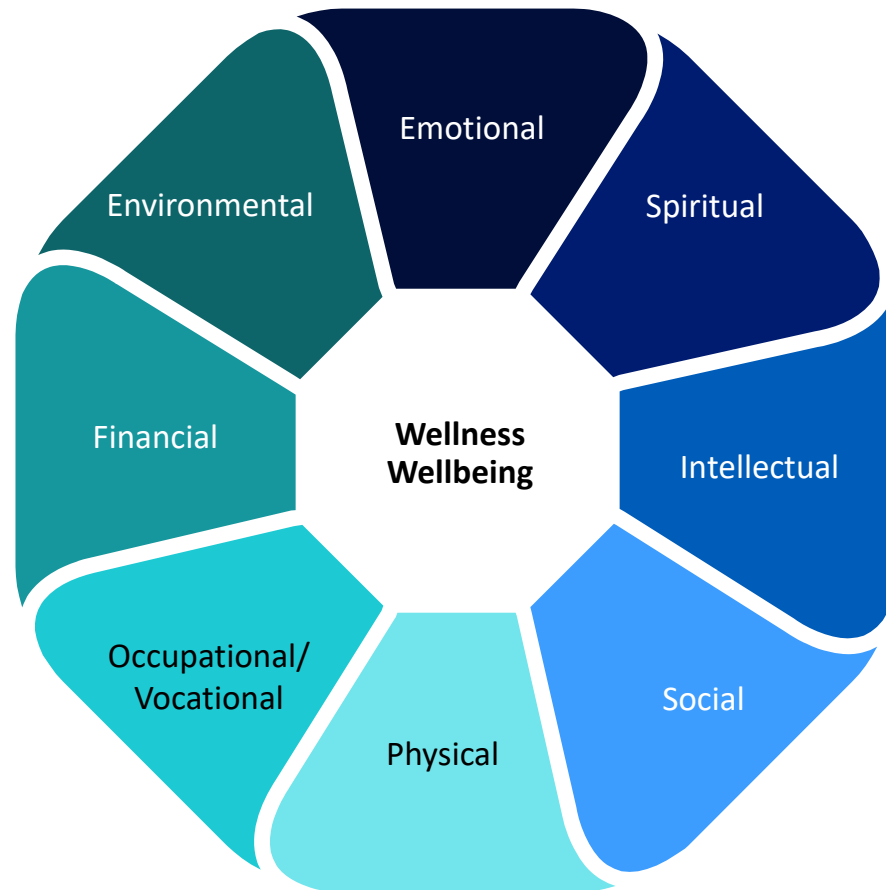 Emotional
Spiritual
Intellectual
Social
Physical
Occupational/
Vocational
Financial
Environmental
Wellness
Wellbeing